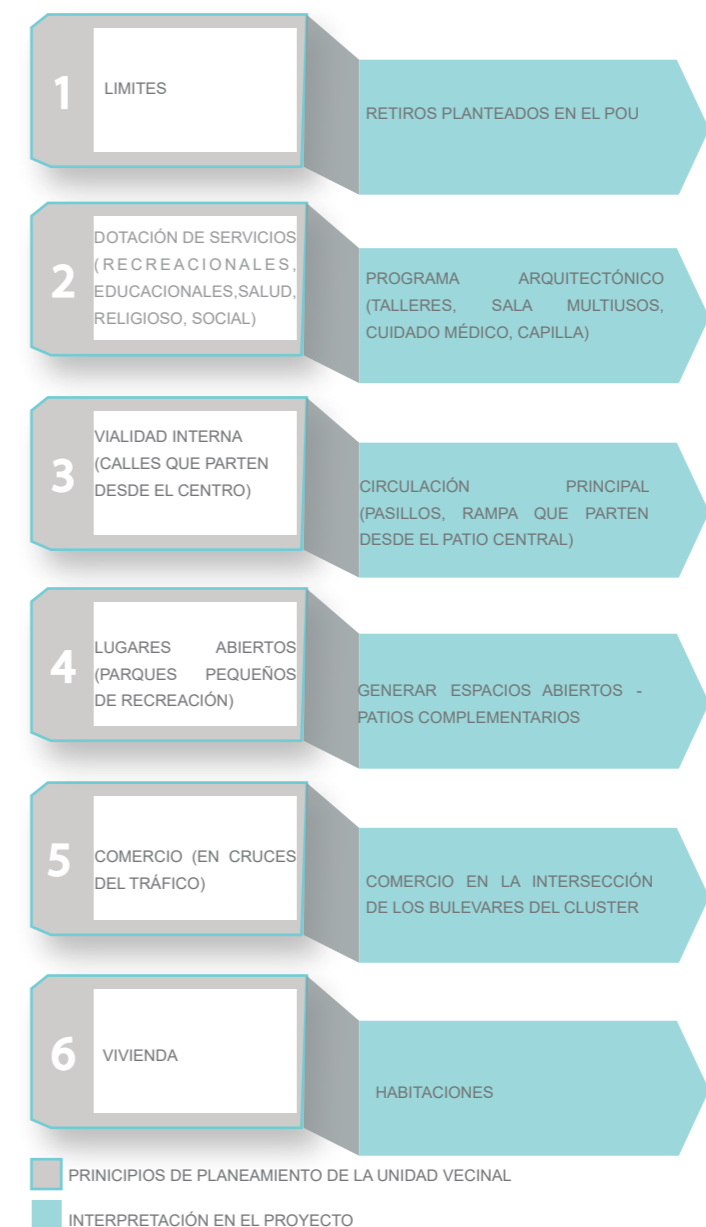 1
LIMITES
RETIROS PLANTEADOS EN EL POU
2
DOTACIÓN DE SERVICIOS
(RECREACIONALES,
EDUCACIONALES,SALUD,
RELIGIOSO, SOCIAL)
PROGRAMA ARQUITECTÓNICO
(TALLERES, SALA MULTIUSOS,
CUIDADO MÉDICO, CAPILLA)
3
VIALIDAD INTERNA
(CALLES QUE PARTEN
DESDE EL CENTRO)
CIRCULACIÓN PRINCIPAL
(PASILLOS, RAMPA QUE PARTEN
DESDE EL PATIO CENTRAL)
4
LUGARES ABIERTOS
(PARQUES PEQUEÑOS
DE RECREACIÓN)
GENERAR ESPACIOS ABIERTOS -
PATIOS COMPLEMENTARIOS
5
COMERCIO (EN CRUCES
DEL TRÁFICO)
COMERCIO EN LA INTERSECCIÓN
DE LOS BULEVARES DEL CLUSTER
6
VIVIENDA
HABITACIONES
PRINICIPIOS DE PLANEAMIENTO DE LA UNIDAD VECINAL
INTERPRETACIÓN EN EL PROYECTO